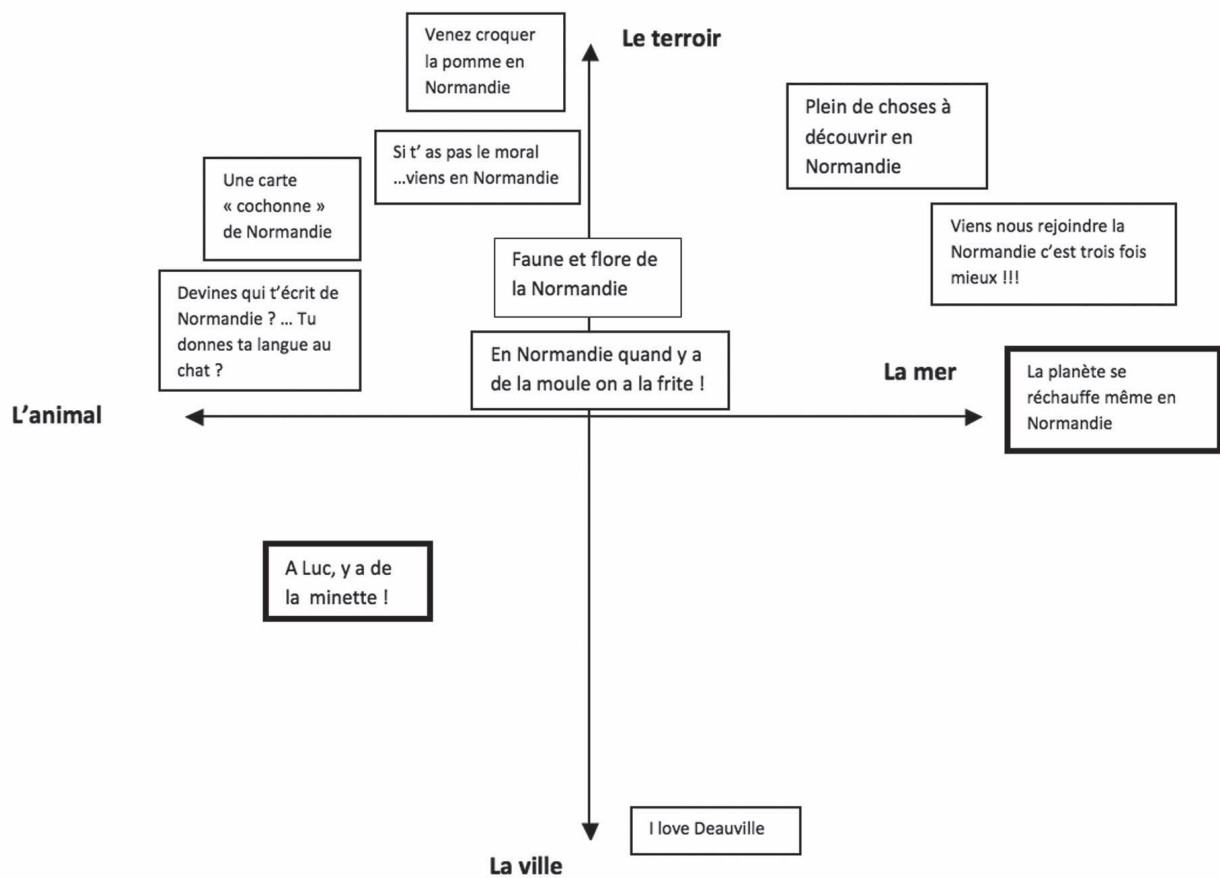 Venez croquer
la pomme en
Normandie
Le terroir
Plein de choses à
découvrir en
Normandie
Si t' as pas le moral
...viens en Normandie
Une carte
« cochonne »
de Normandie
Viens nous rejoindre la
Normandie c'est trois fois
mieux !!!
Faune et flore de
la Normandie
Devines qui t'écrit de
Normandie ? ... Tu
donnes ta langue au
chat ?
En Normandie quand y a
de la moule on a la frite !
La mer
La planète se
réchauffe même en
Normandie
L'animal
A Luc, y a de
la minette !
I love Deauville
La ville